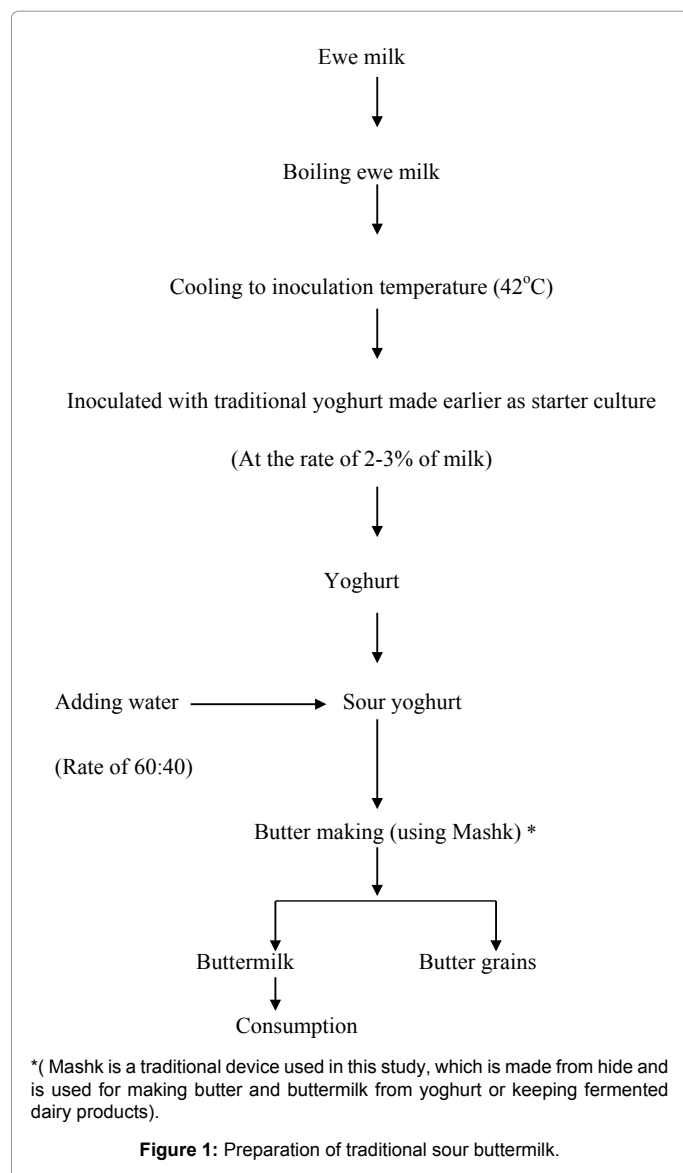 Ewe milk
Boiling ewe milk
Cooling to inoculation temperature (42°C)
Inoculated with traditional yoghurt made earlier as starter culture
(At the rate of 2-3% of milk)
Yoghurt
Adding water
Sour yoghurt
(Rate of 60:40)
Butter making (using Mashk) *
Buttermilk
Butter grains
Consumption
*( Mashk is a traditional device used in this study, which is made from hide and
is used for making butter and buttermilk from yoghurt or keeping fermented
dairy products).
Figure 1: Preparation of traditional sour buttermilk.